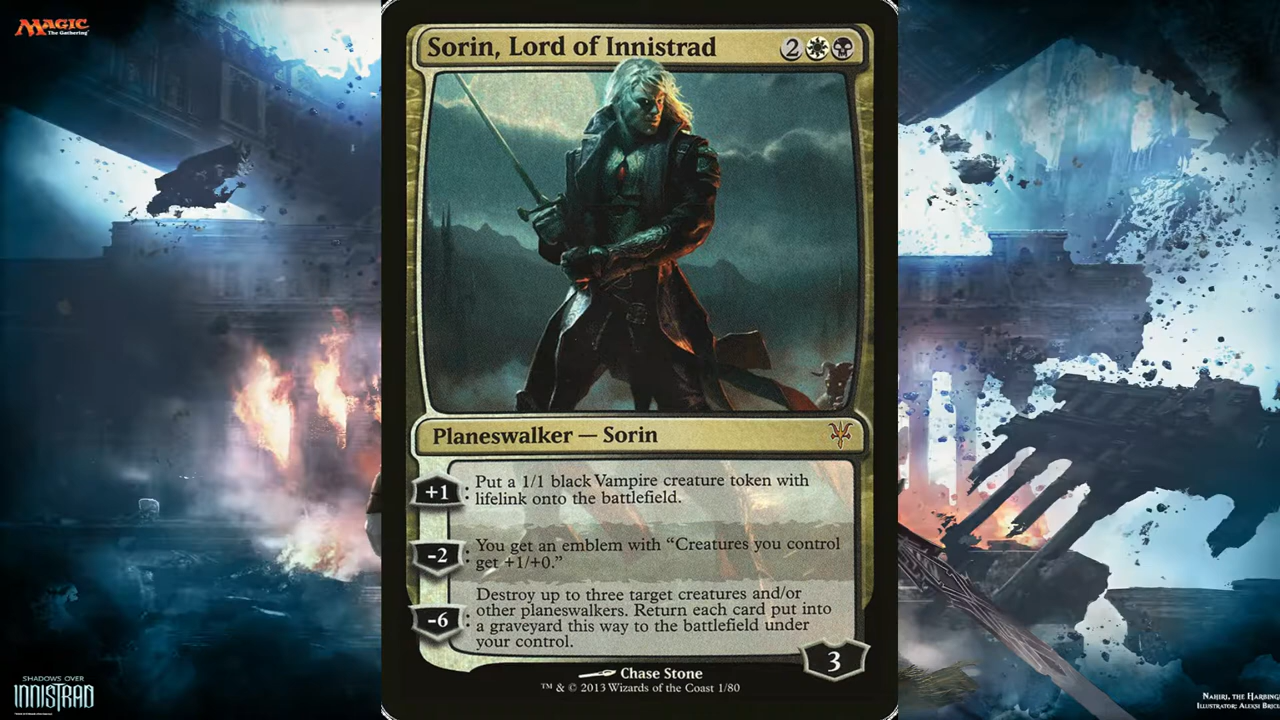 MAGIC
The Gathering
Sorin, Lord of Innistrad 2
Planeswalker — Sorin
+1 : Put a 1/1 black Vampire creature token with
lifelink onto the battlefield.
-2 : You get an emblem with “Creatures you control
get +1/+0.”
-6 : Destroy up to three target creatures and/or
other planeswalkers. Return each card put into
a graveyard this way to the battlefield under
your control.
3
Chase Stone
™ & © 2013 Wizards of the Coast 1/80
SHADOWS OVER
INNISTRAD
Nahiri, the Harbing
Illustrator: Aleksi Bric